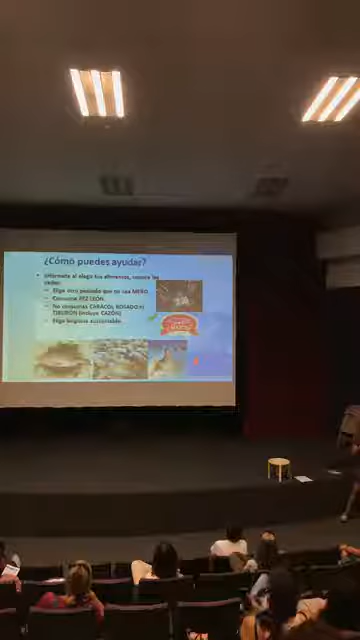 ¿Cómo puedes ayudar?
• Infórmate al elegir tus alimentos, conoce las
vedas:
– Elige otro pescado que no sea MERO.
– Consume PEZ LEÓN.
– No consumas CARACOL ROSADO ni
TIBURÓN (incluye CAZÓN)
– Elige langosta sustentable.